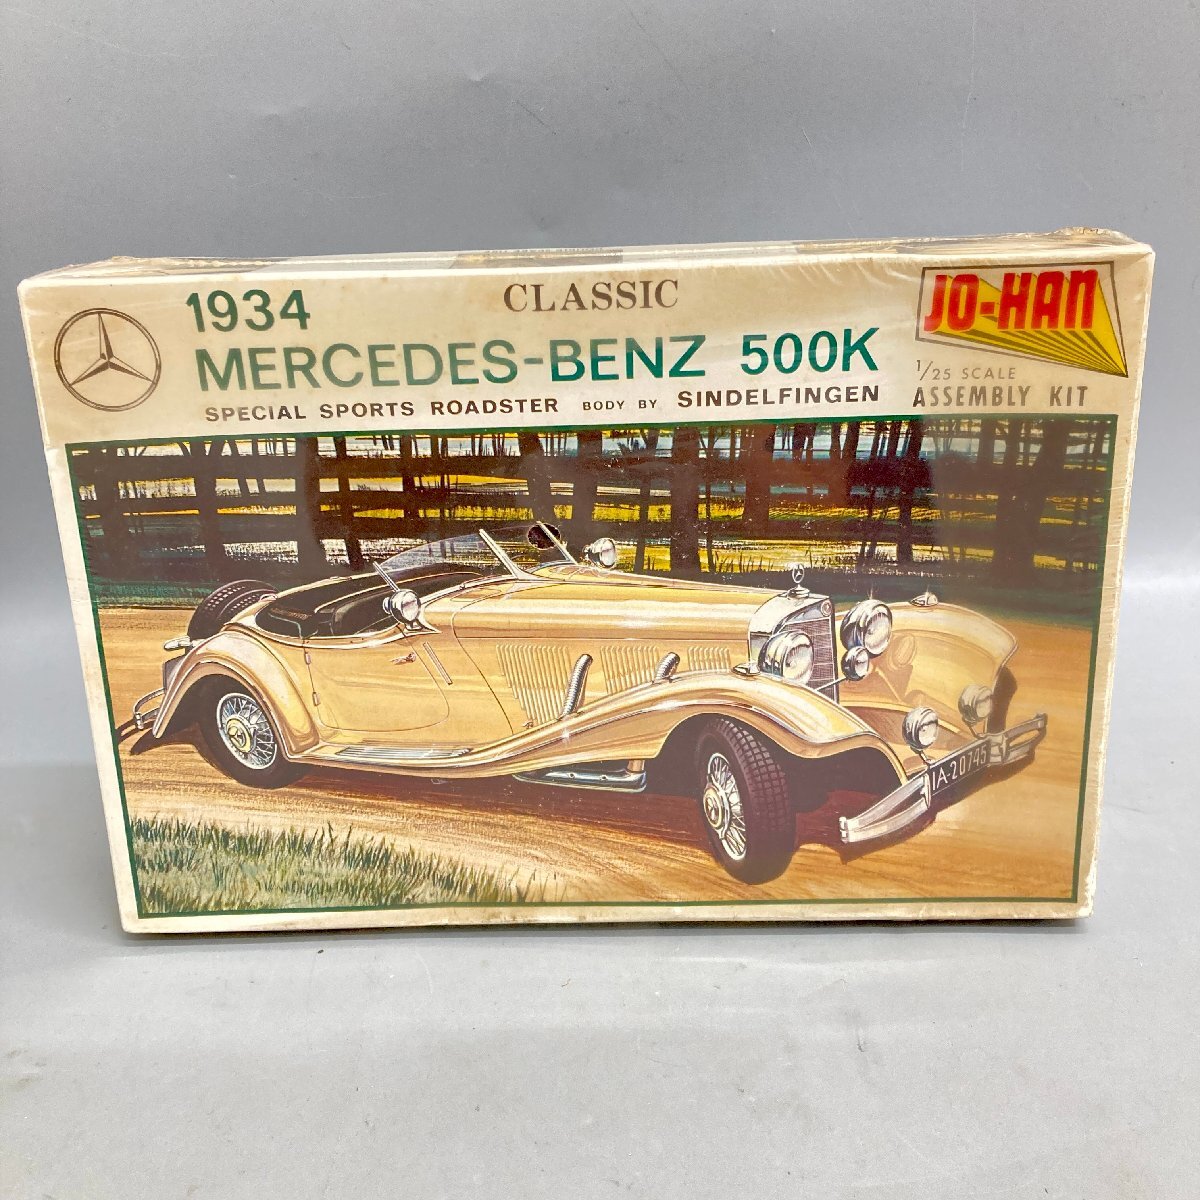 CLASSIC
1934
MERCEDES-BENZ 500K
SPECIAL SPORTS ROADSTER BODY BY SINDELFINGEN
JO-HAN
1/25 SCALE
ASSEMBLY KIT
IA-20745